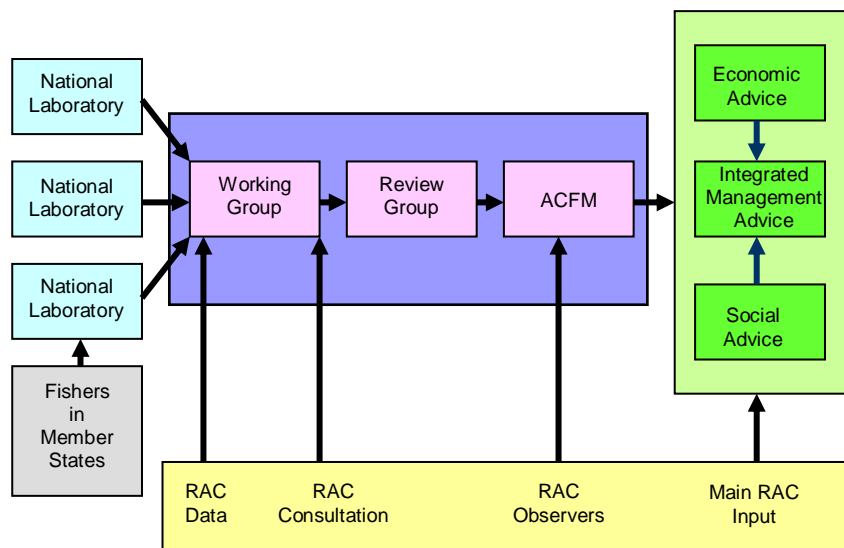 National
Laboratory
National
Laboratory
National
Laboratory
Fishers
in
Member
States
Working
Group
Review
Group
ACFM
Economic
Advice
Integrated
Management
Advice
Social
Advice
RAC
Data
RAC
Consultation
RAC
Observers
Main RAC
Input